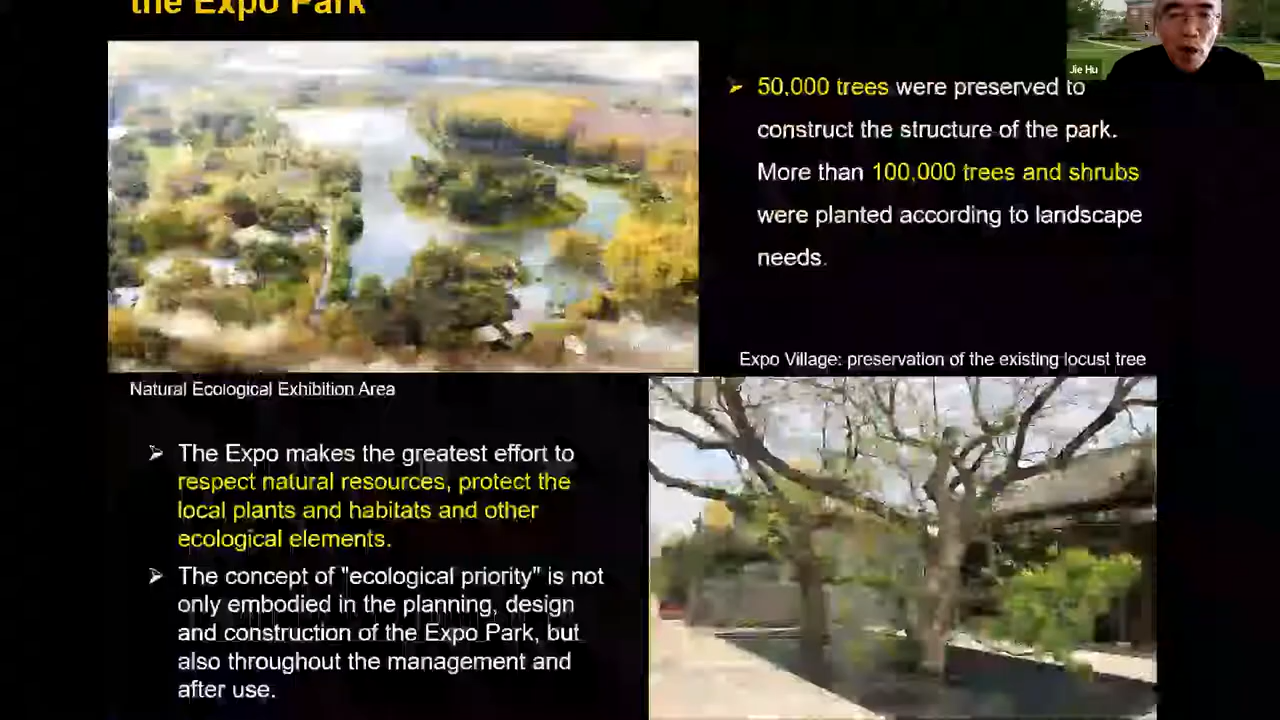 the Expo Park
Jie Hu
➢ 50,000 trees were preserved to
construct the structure of the park.
More than 100,000 trees and shrubs
were planted according to landscape
needs.
Expo Village: preservation of the existing locust tree
Natural Ecological Exhibition Area
➢ The Expo makes the greatest effort to
respect natural resources, protect the
local plants and habitats and other
ecological elements.
➢ The concept of "ecological priority" is not
only embodied in the planning, design
and construction of the Expo Park, but
also throughout the management and
after use.